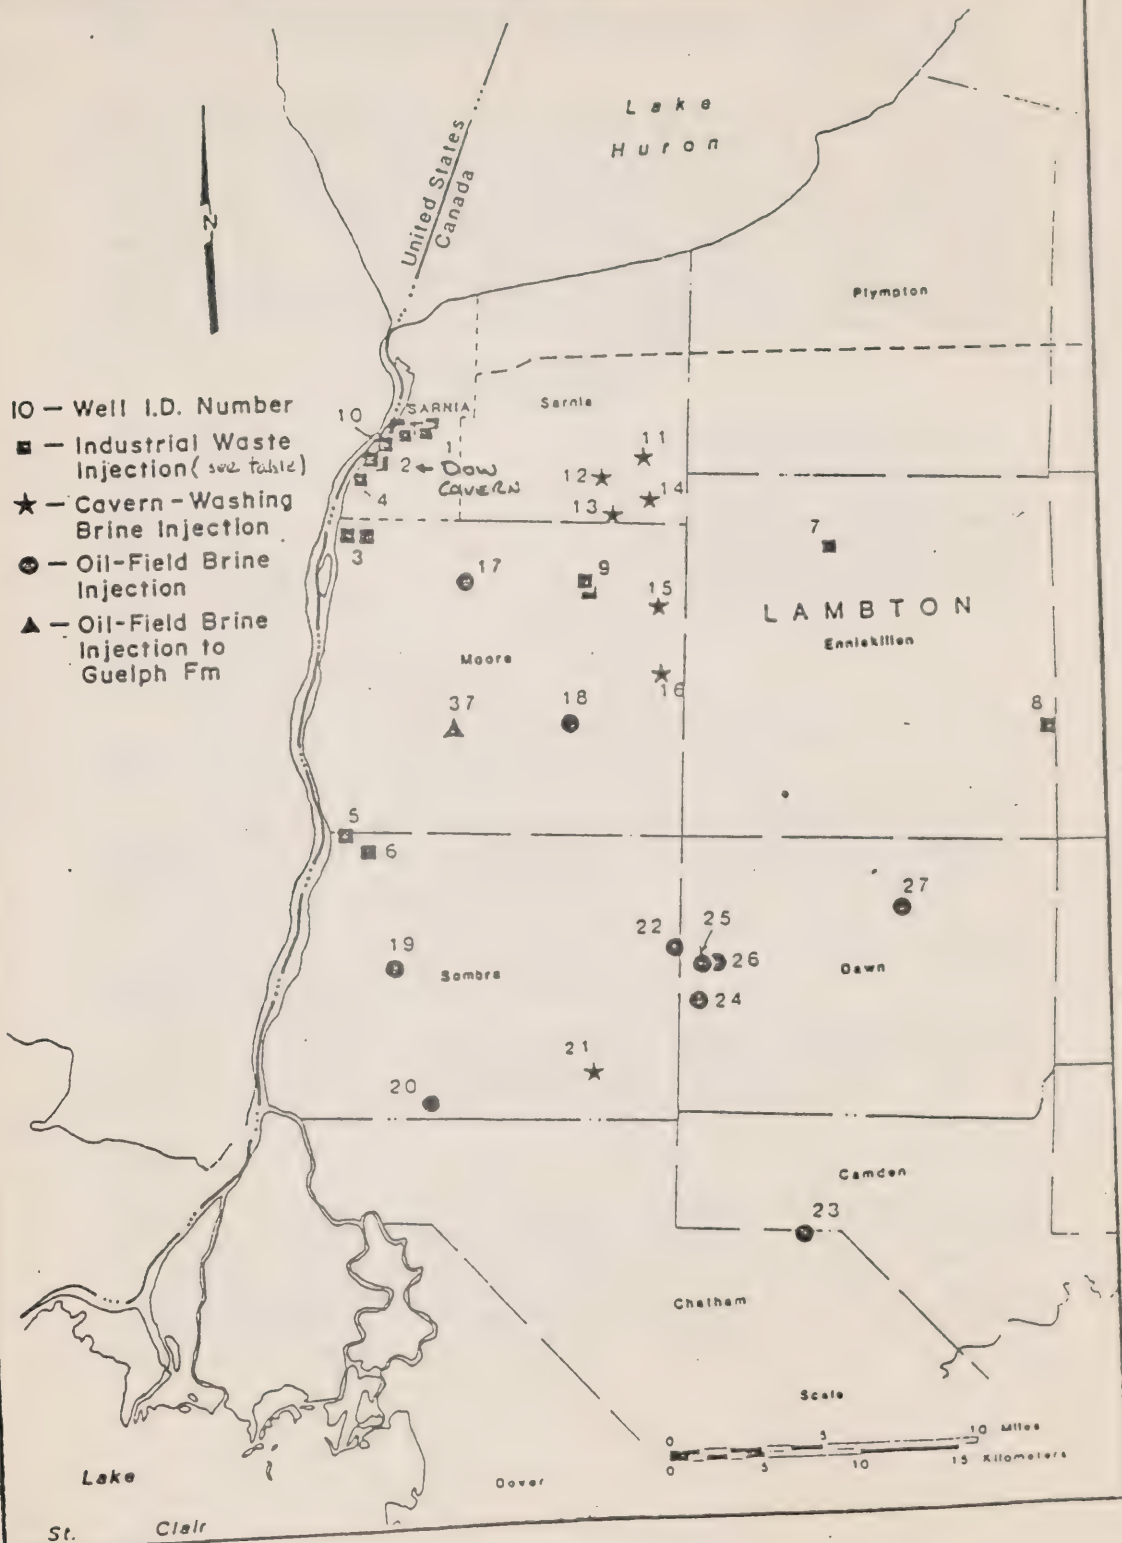 Lake
Huron
United States
Canada
N
Plympton
10 — Well I.D. Number
— Industrial Waste
Injection (see table)
— Cavern-Washing
Brine Injection
— Oil-Field Brine
Injection
— Oil-Field Brine
Injection to
Guelph Fm
SARNIA
Sarnia
10
1
2 ← DOW
CAVERN
4
3
11
12
14
13
7
17
9
15
LAMBTON
Enniskillen
Moore
16
37
18
8
5
6
27
22
25
26
19
Sombra
Dawn
24
21
20
Camden
23
Chatham
Scale
0 5 10 Miles
0 5 10 15 Kilometers
Lake
St. Clair
Dover